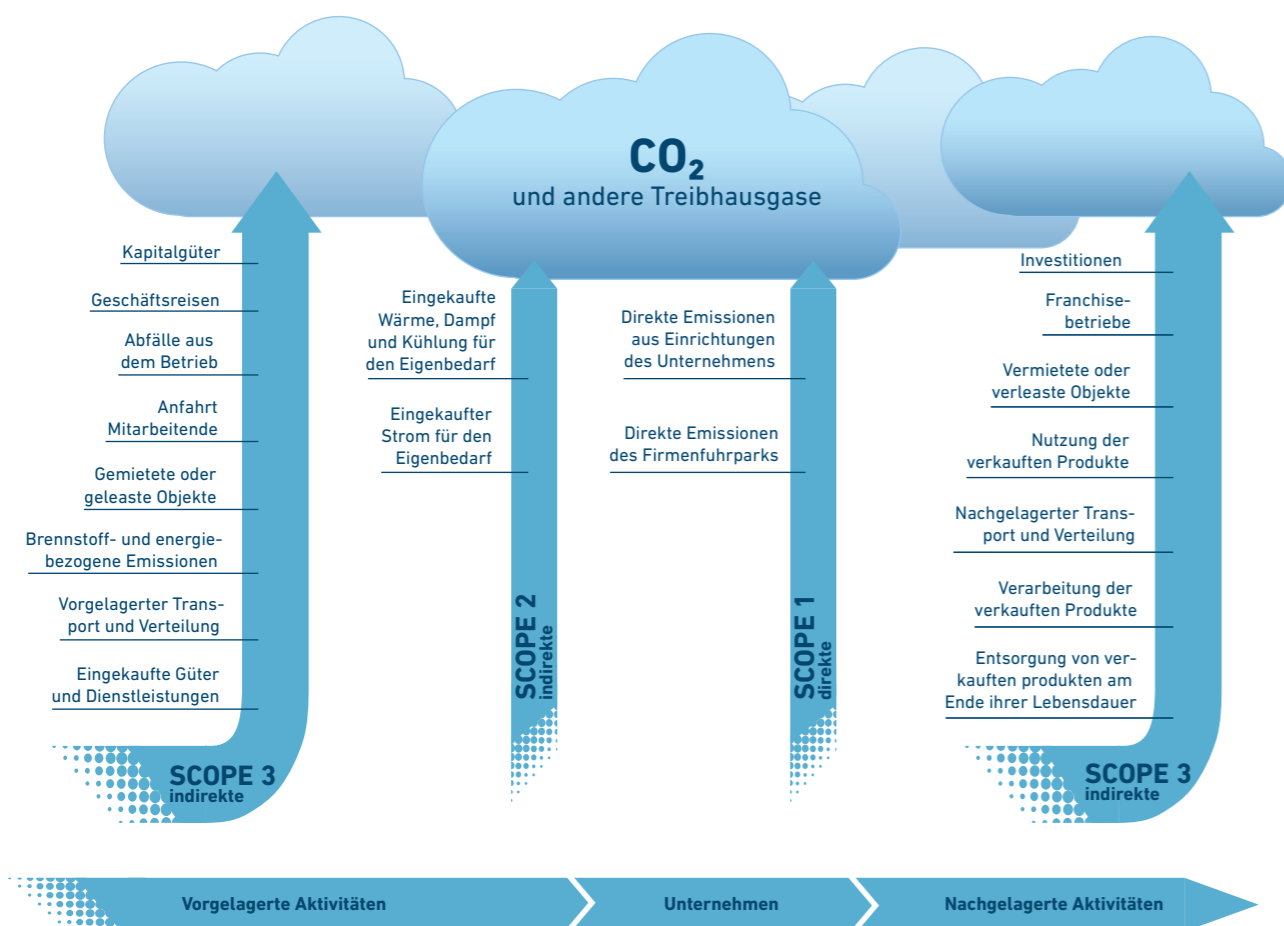 CO₂
und andere Treibhausgase
Kapitalgüter
Geschäftsreisen
Abfälle aus
dem Betrieb
Anfahrt
Mitarbeitende
Gemietete oder
geleaste Objekte
Brennstoff- und energie-
bezogene Emissionen
Vorgelagerter Trans-
port und Verteilung
Eingekaufte Güter
und Dienstleistungen
SCOPE 3
indirekte
Eingekaufte
Wärme, Dampf
und Kühlung für
den Eigenbedarf
Eingekaufter
Strom für den
Eigenbedarf
SCOPE 2
indirekte
Direkte Emissionen
aus Einrichtungen
des Unternehmens
Direkte Emissionen
des Firmenfuhrparks
SCOPE 1
direkte
Investitionen
Franchise-
betriebe
Vermietete oder
verleaste Objekte
Nutzung der
verkauften Produkte
Nachgelagerter Trans-
port und Verteilung
Verarbeitung der
verkauften Produkte
Entsorgung von ver-
kauften produkten am
Ende ihrer Lebensdauer
SCOPE 3
indirekte
Vorgelagerte Aktivitäten
Unternehmen
Nachgelagerte Aktivitäten